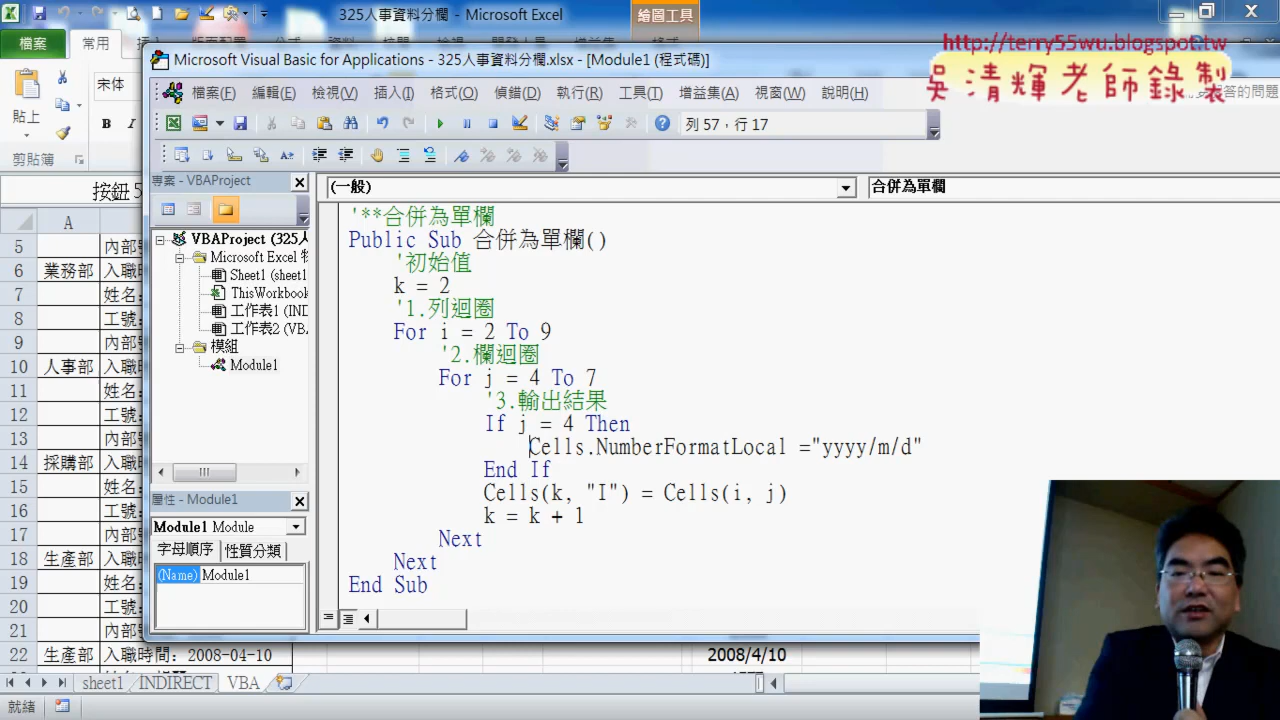 325人事資料分欄 - Microsoft Excel
繪圖工具
檔案
常用
Microsoft Visual Basic for Applications - 325人事資料分欄.xlsx - [Module1 (程式碼)]
http://terry55wu.blogspot.tw
吳清輝老師錄製
檔案(F) 編輯(E) 檢視(V) 插入(I) 格式(O) 偵錯(D) 執行(R) 工具(T) 增益集(A) 視窗(W) 說明(H)
宋体
貼上
B I
剪貼簿
列 57，行 17
專案 - VBAProject
(一般)
合併為單欄
按鈕 5
VBAProject (325人
Microsoft Excel
Sheet1 (sheet1
ThisWorkbook
工作表1 (IND
工作表2 (VB
模組
Module1
屬性 - Module1
Module1 Module
字母順序 性質分類
(Name) Module1
'**合併為單欄
Public Sub 合併為單欄()
'初始值
k = 2
'1.列迴圈
For i = 2 To 9
'2.欄迴圈
For j = 4 To 7
'3.輸出結果
If j = 4 Then
Cells.NumberFormatLocal ="yyyy/m/d"
End If
Cells(k, "I") = Cells(i, j)
k = k + 1
Next
Next
End Sub
A
5
6 業務部 入職時
7 姓名:
8 工號:
9
10 人事部 入職時
11 姓名:
12 工號:
13
14 採購部 入職時
15 姓名:
16 工號:
17
18 生產部 入職時
19 姓名:
20 工號:
21
22 生產部 入職時間: 2008-04-10 2008/4/10
sheet1 INDIRECT VBA
就緒